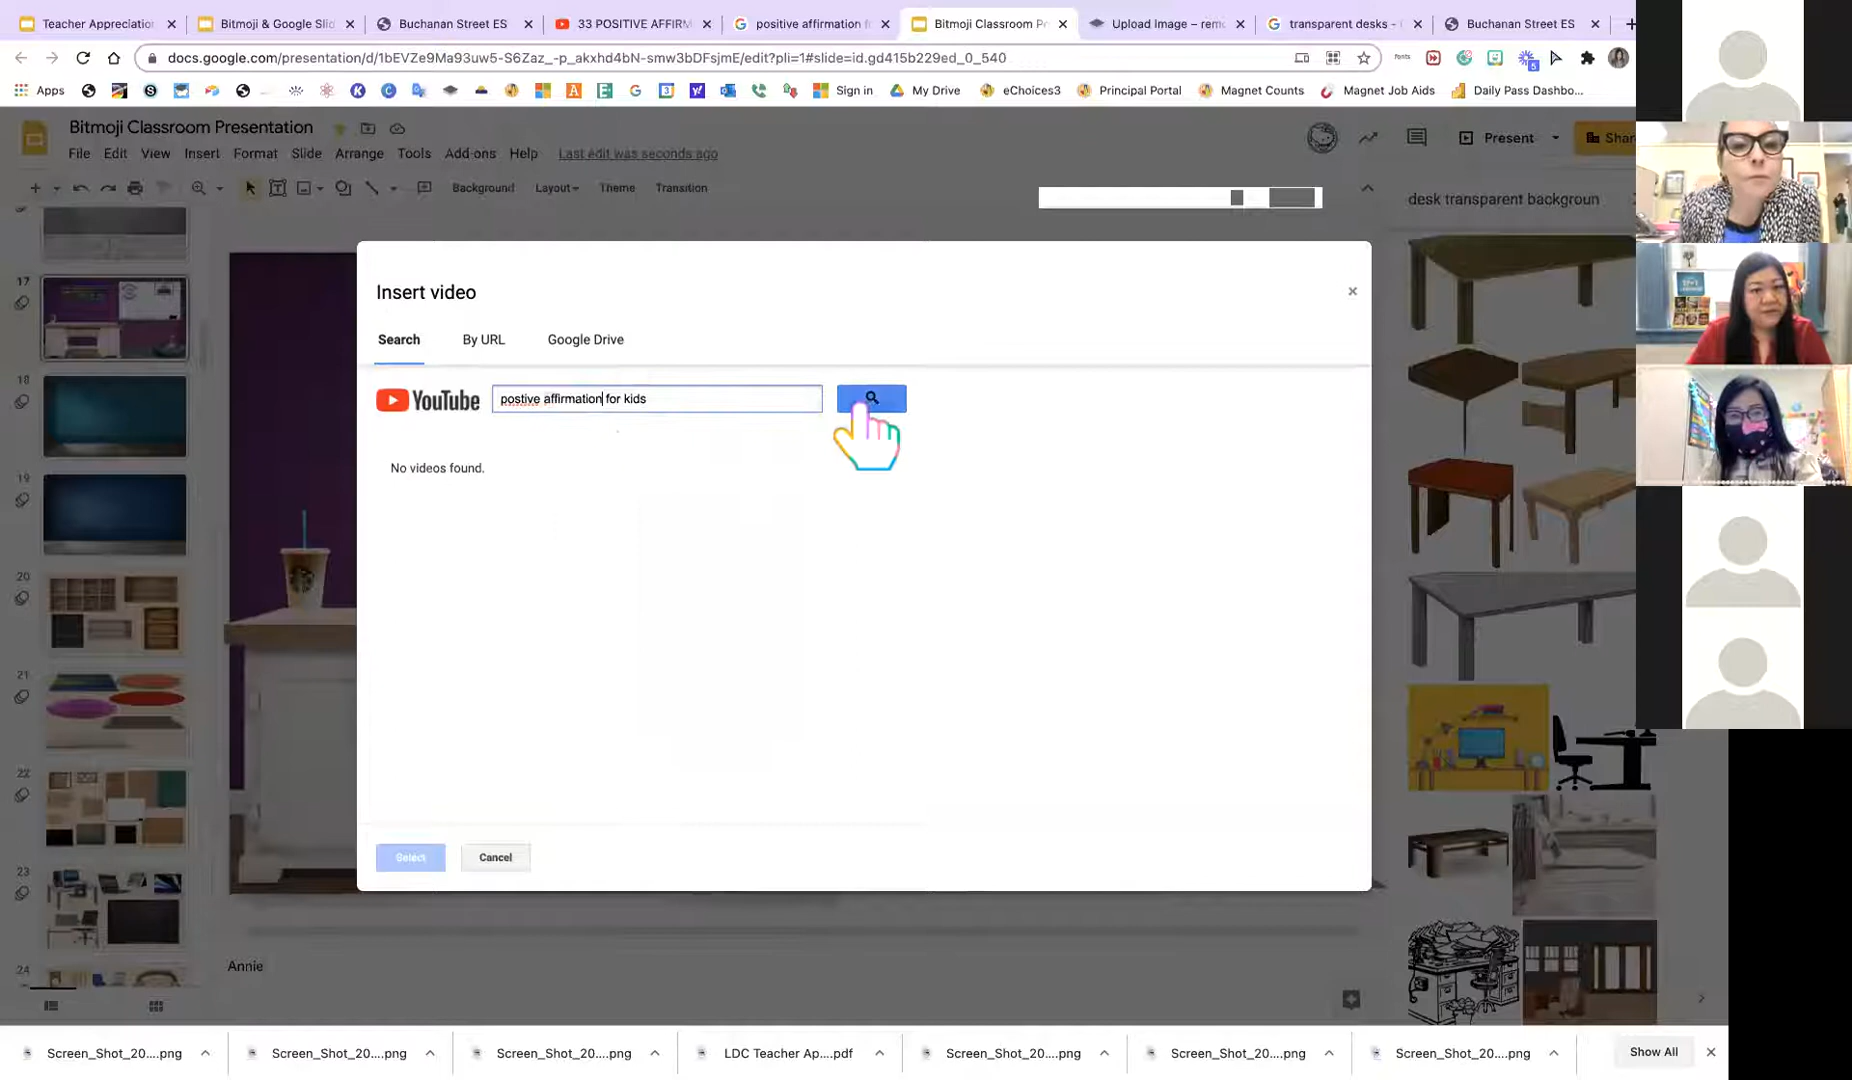 Teacher Appreciation
Bitmoji & Google Slid
Buchanan Street ES
33 POSITIVE AFFIRM
positive affirmation fo
Bitmoji Classroom Pr
Upload Image – remo
transparent desks -
Buchanan Street ES
docs.google.com/presentation/d/1bEVZe9Ma93uw5-S6Zaz_-p_akxhd4bN-smw3bDFsjmE/edit?pli=1#slide=id.gd415b229ed_0_540
Apps
Sign in
My Drive
eChoices3
Principal Portal
Magnet Counts
Magnet Job Aids
Daily Pass Dashbo...
Bitmoji Classroom Presentation
Present
Shar
File Edit View Insert Format Slide Arrange Tools Add-ons Help Last edit was seconds ago
Background Layout Theme Transition
desk transparent backgroun
17
18
19
20
21
22
23
24
Insert video
Search By URL Google Drive
YouTube
postive affirmation for kids
No videos found.
Select Cancel
Annie
Screen_Shot_20....png
Screen_Shot_20....png
Screen_Shot_20....png
LDC Teacher Ap....pdf
Screen_Shot_20....png
Screen_Shot_20....png
Screen_Shot_20....png
Show All